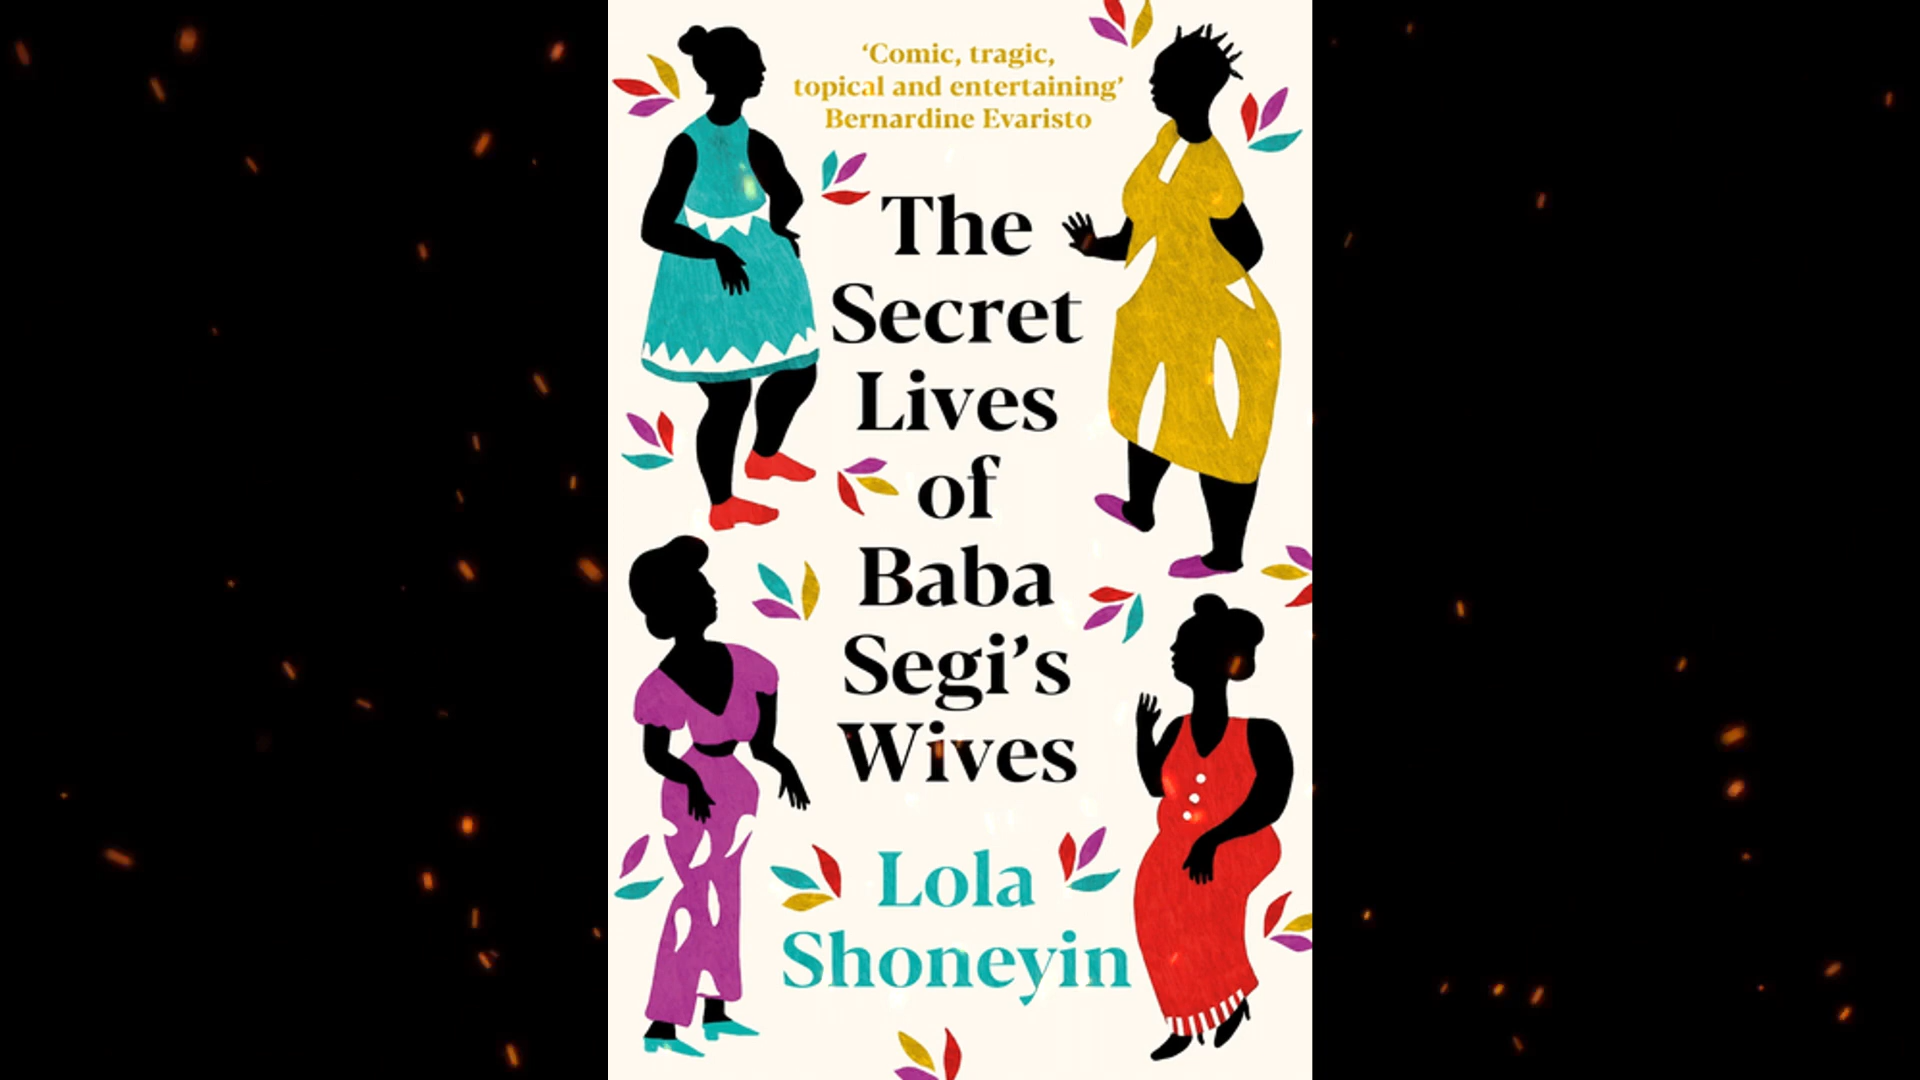 ‘Comic, tragic,
topical and entertaining’
Bernardine Evaristo
The
Secret
Lives
of
Baba
Segi’s
Wives
Lola
Shoneyin